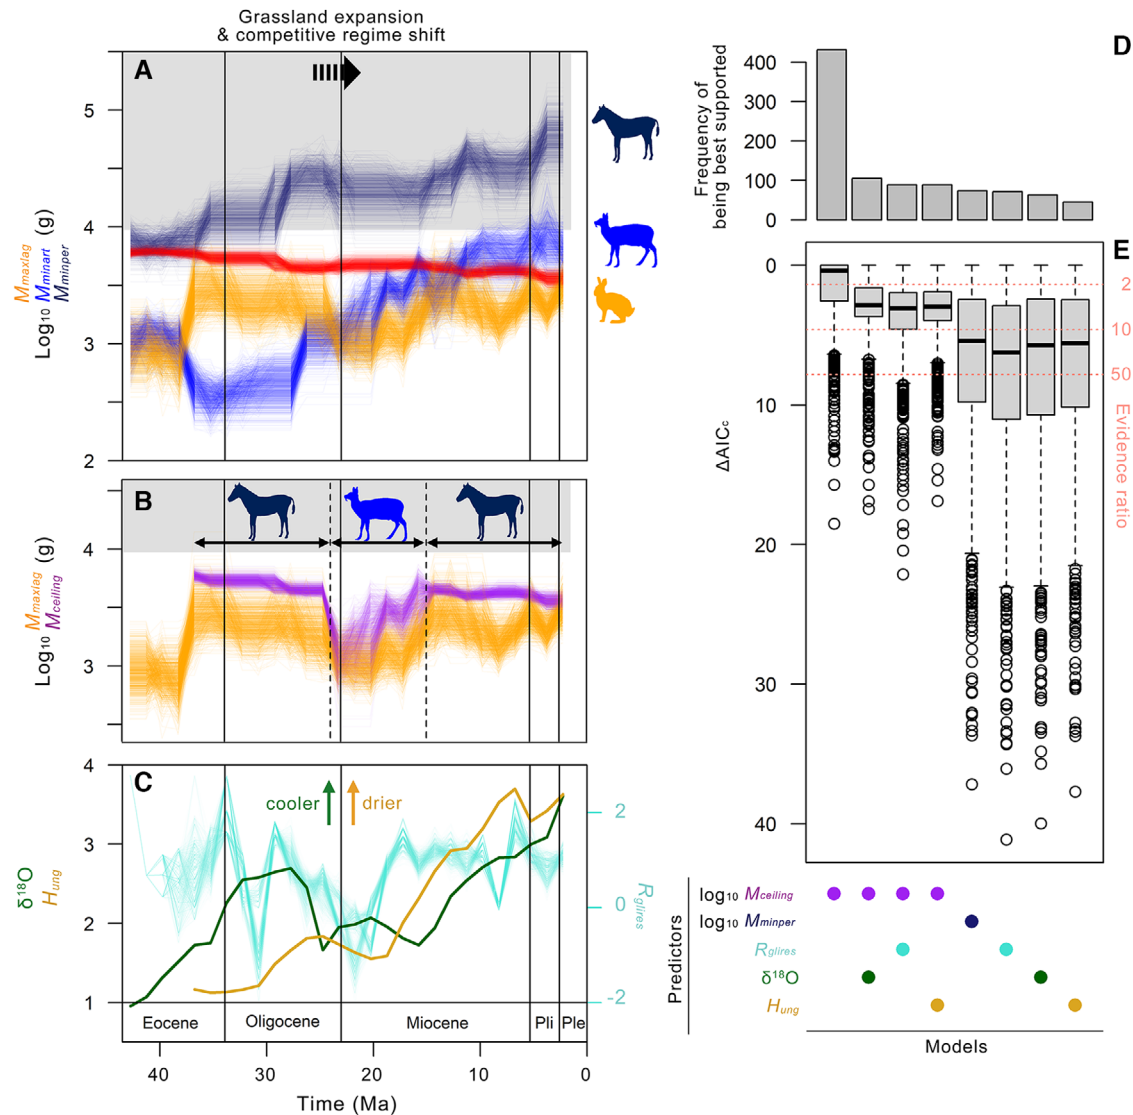 Grassland expansion
& competitive regime shift
A
5
4
3
2
Log10 Mmaxlag Mminart Mminper (g)
B
4
3
Log10 Mmaxlag Mceiling (g)
C
cooler
drier
4
3
2
1
δ18O
Hung
2
0
-2
Rglires
Eocene
Oligocene
Miocene
Pli
Ple
40
30
20
10
0
Time (Ma)
D
Frequency of
being best supported
400
300
200
100
0
E
0
10
20
30
40
ΔAICc
2
10
50
Evidence ratio
Predictors
log10 Mceiling
log10 Mminper
Rglires
δ18O
Hung
Models